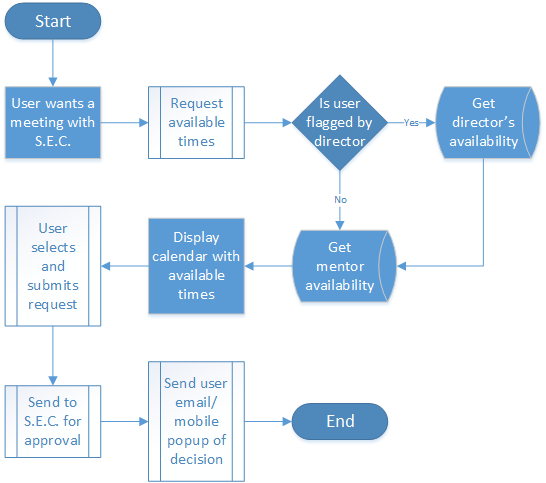 Start
User wants a
meeting with
S.E.C.
Request
available
times
Is user
flagged by
director
Yes
Get
director's
availability
No
Get
mentor
availability
Display
calendar with
available
times
User
selects
and
submits
request
Send to
S.E.C. for
approval
Send user
email/
mobile
popup of
decision
End